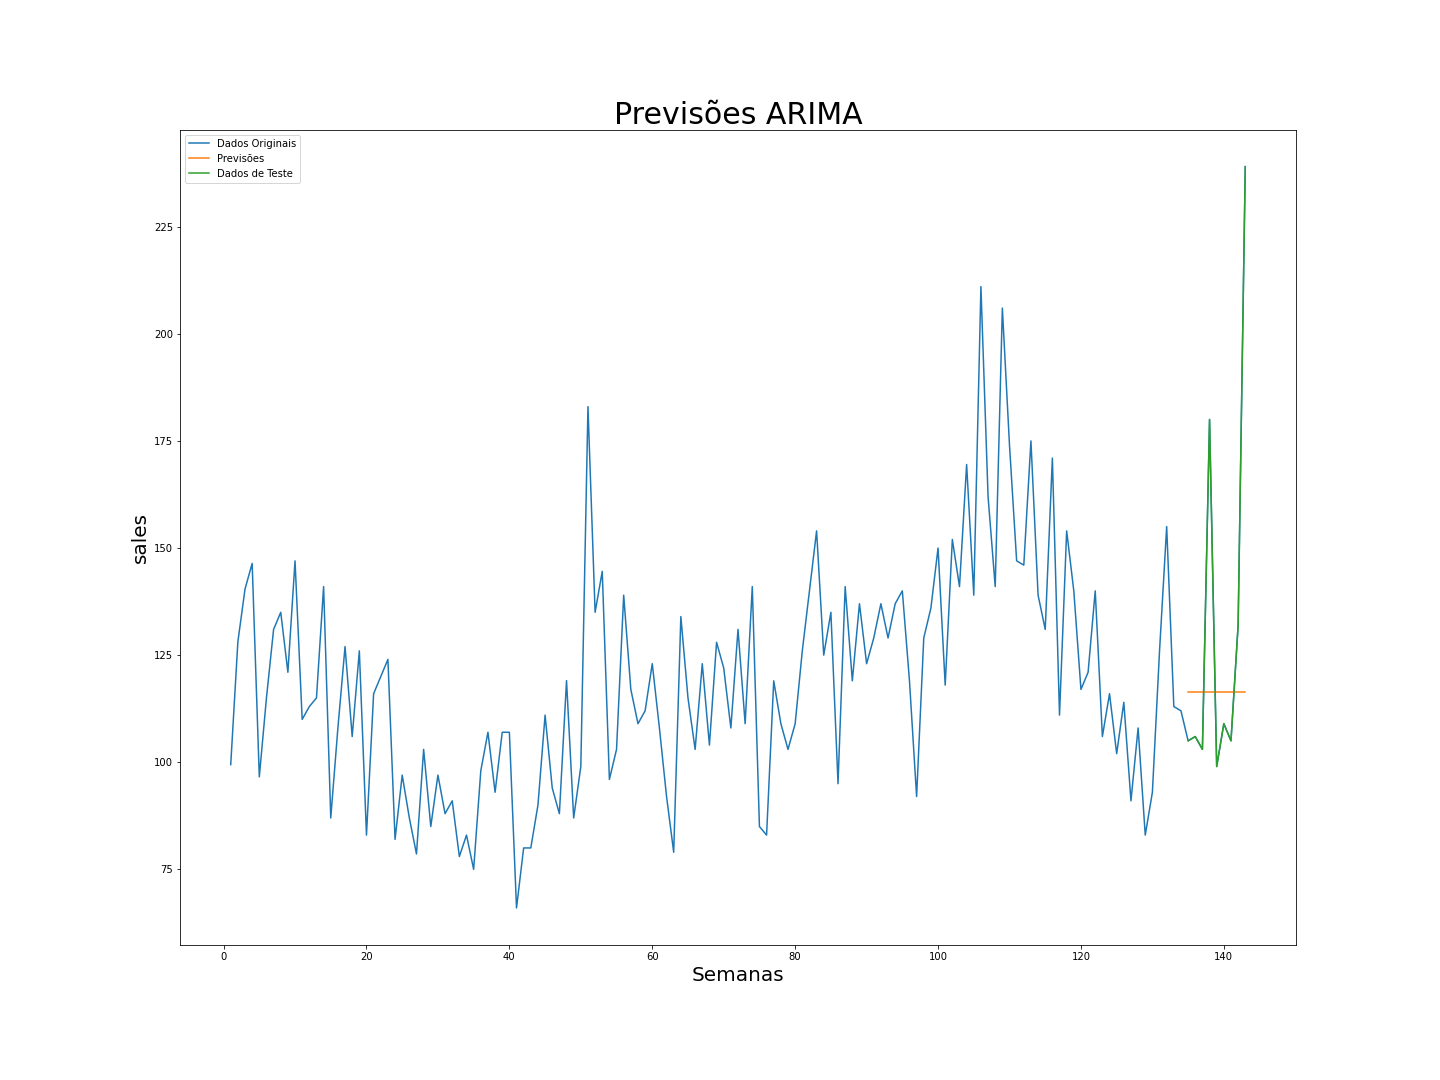 Previsões ARIMA
Dados Originais
Previsões
Dados de Teste
225
200
175
150
125
100
75
sales
0 20 40 60 80 100 120 140
Semanas